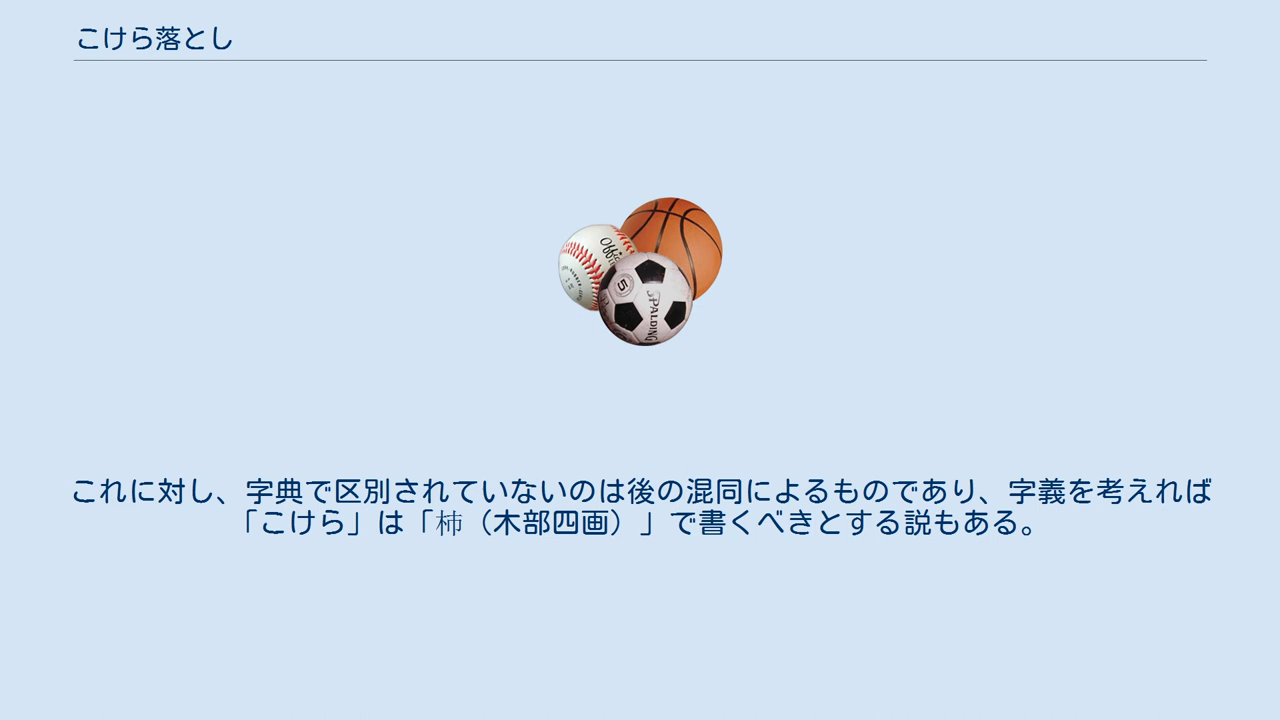 こけら落とし
Offic
5
SPALDING
これに対し、字典で区別されていないのは後の混同によるものであり、字義を考えれば
「こけら」は「杮（木部四画）」で書くべきとする説もある。